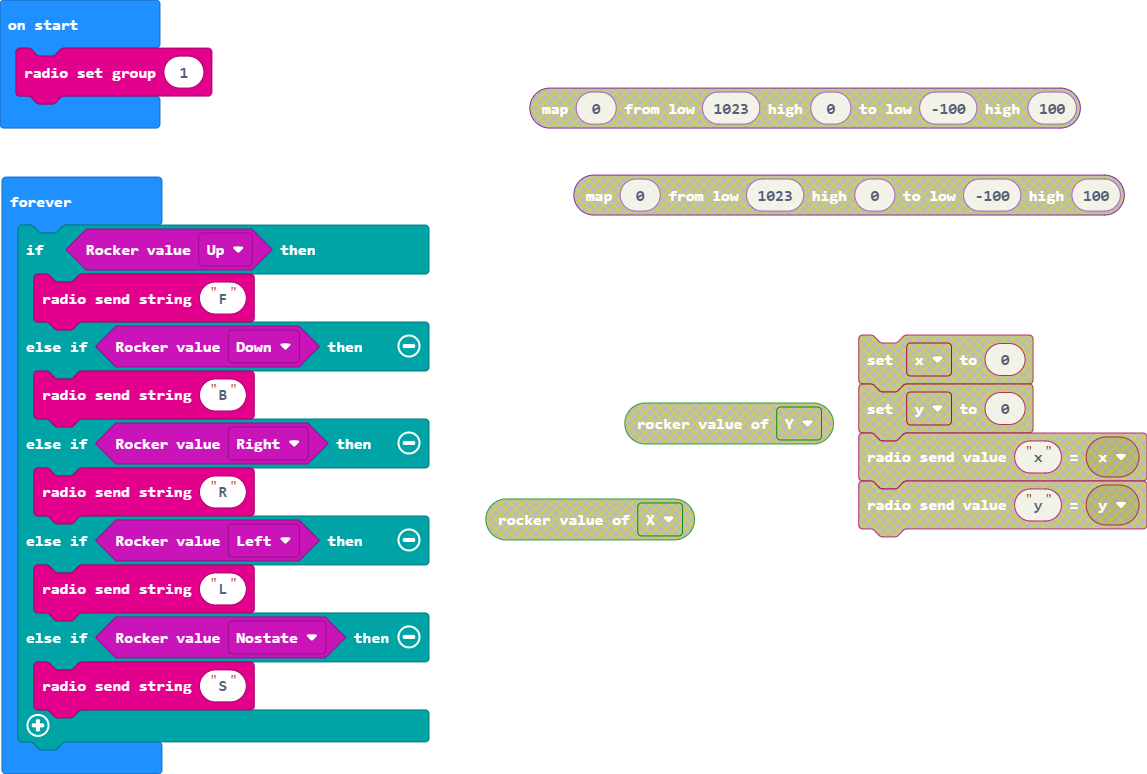 on start
radio set group 1
map 0 from low 1023 high 0 to low -100 high 100
map 0 from low 1023 high 0 to low -100 high 100
forever
if Rocker value Up then
radio send string "F"
else if Rocker value Down then
radio send string "B"
else if Rocker value Right then
radio send string "R"
else if Rocker value Left then
radio send string "L"
else if Rocker value Nostate then
radio send string "S"
rocker value of Y
rocker value of X
set x to 0
set y to 0
radio send value "x" = x
radio send value "y" = y